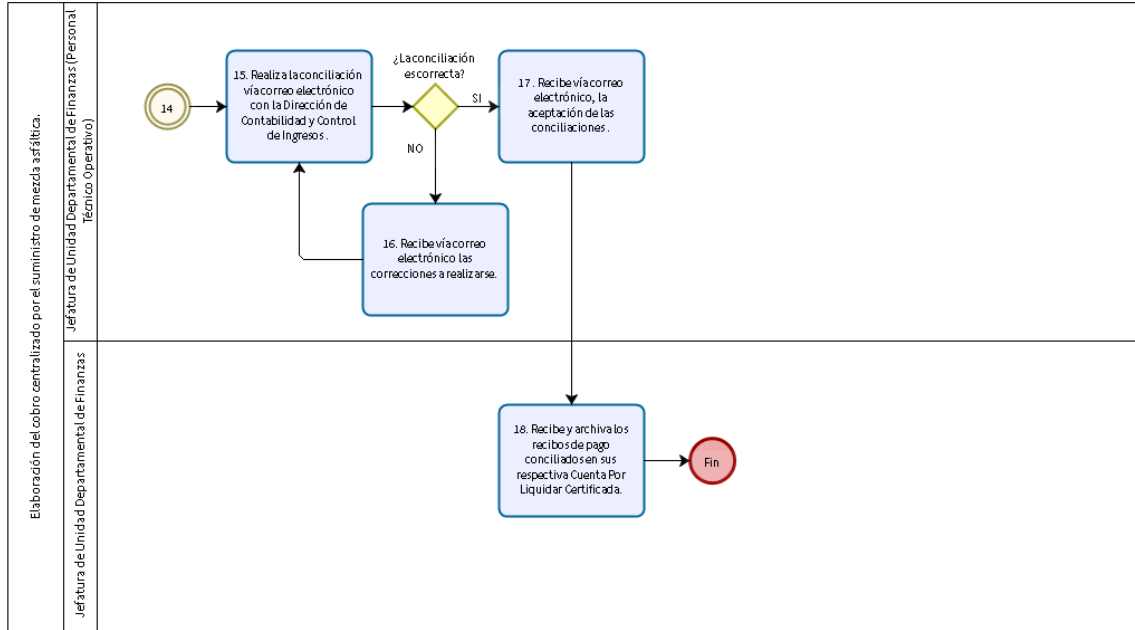 Elaboración del cobro centralizado por el suministro de mezcla asfáltica.
Jefatura de Unidad Departamental de Finanzas (Personal
Técnico Operativo)
14
15. Realiza la conciliación
vía correo electrónico
con la Dirección de
Contabilidad y Control
de Ingresos .
¿La conciliación
es correcta?
SI
NO
17. Recibe vía correo
electrónico, la
aceptación de las
conciliaciones .
16. Recibe vía correo
electrónico las
correcciones a realizarse.
Jefatura de Unidad Departamental de Finanzas
18. Recibe y archiva los
recibos de pago
conciliados en sus
respectiva Cuenta Por
Liquidar Certificada.
Fin